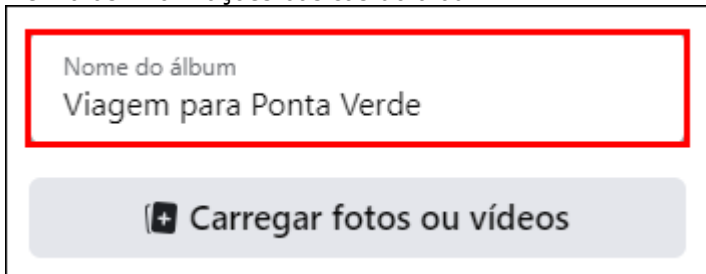 Nome do álbum
Viagem para Ponta Verde
Carregar fotos ou vídeos